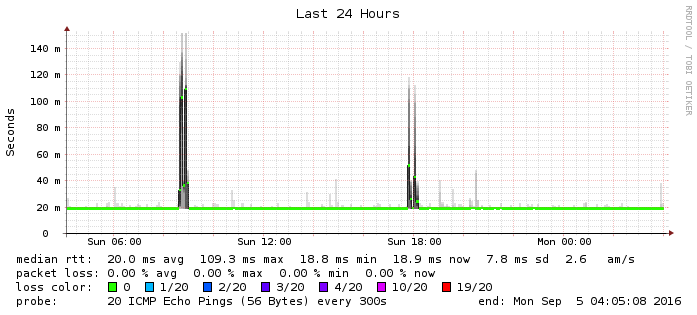 Last 24 Hours
RRDTOOL / TOBI OETIKER
Seconds
140 m
120 m
100 m
80 m
60 m
40 m
20 m
0
Sun 06:00 Sun 12:00 Sun 18:00 Mon 00:00
median rtt: 20.0 ms avg 109.3 ms max 18.8 ms min 18.9 ms now 7.8 ms sd 2.6 am/s
packet loss: 0.00 % avg 0.00 % max 0.00 % min 0.00 % now
loss color: 0 1/20 2/20 3/20 4/20 10/20 19/20
probe: 20 ICMP Echo Pings (56 Bytes) every 300s end: Mon Sep 5 04:05:08 2016